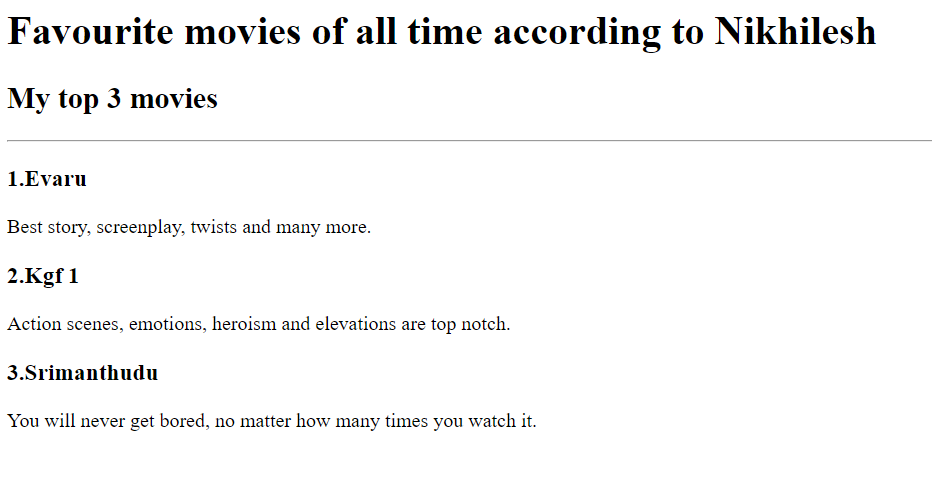 Favourite movies of all time according to Nikhilesh
My top 3 movies
1.Evaru
Best story, screenplay, twists and many more.
2.Kgf 1
Action scenes, emotions, heroism and elevations are top notch.
3.Srimanthudu
You will never get bored, no matter how many times you watch it.